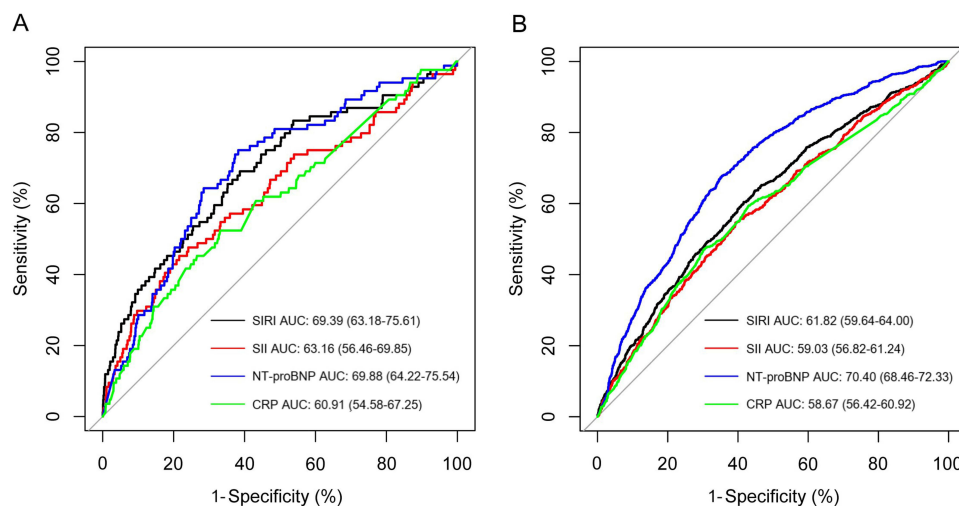 A
100
80
60
40
20
0
Sensitivity (%)
SIRI AUC: 69.39 (63.18-75.61)
SII AUC: 63.16 (56.46-69.85)
NT-proBNP AUC: 69.88 (64.22-75.54)
CRP AUC: 60.91 (54.58-67.25)
0 20 40 60 80 100
1- Specificity (%)
B
100
80
60
40
20
0
Sensitivity (%)
SIRI AUC: 61.82 (59.64-64.00)
SII AUC: 59.03 (56.82-61.24)
NT-proBNP AUC: 70.40 (68.46-72.33)
CRP AUC: 58.67 (56.42-60.92)
0 20 40 60 80 100
1- Specificity (%)